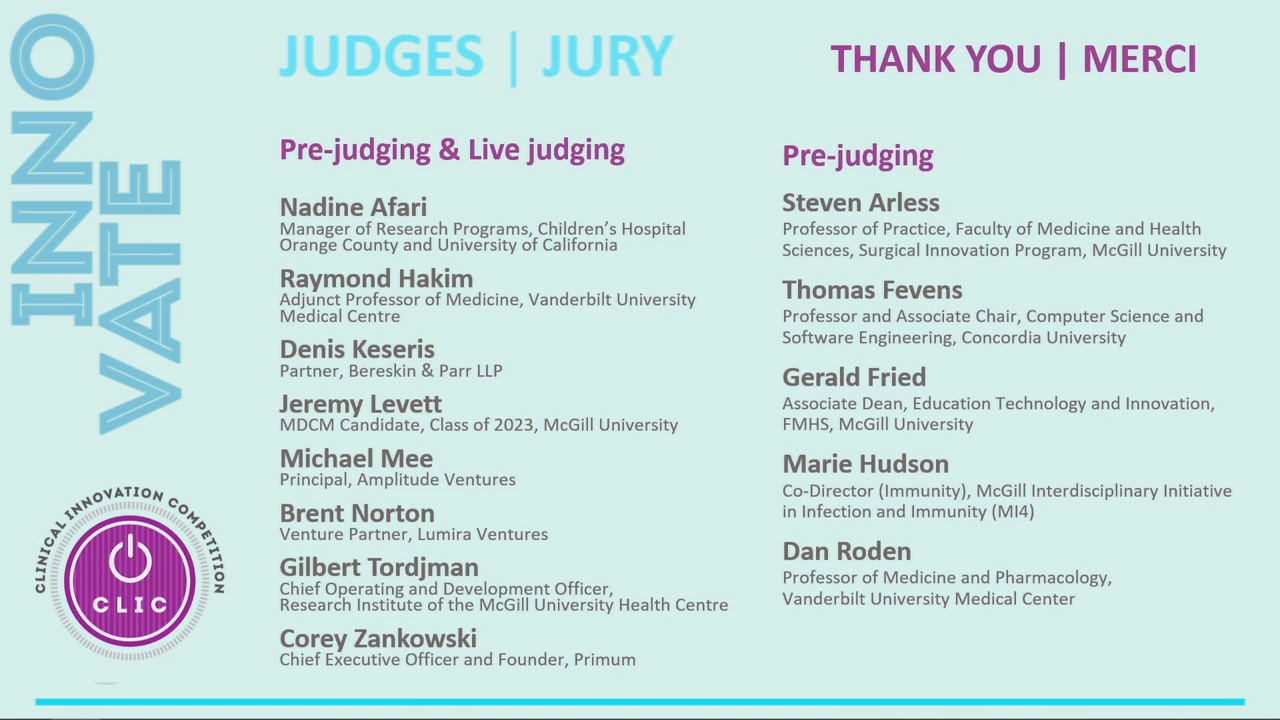 INNO
VATE
JUDGES | JURY
THANK YOU | MERCI
Pre-judging & Live judging
Nadine Afari
Manager of Research Programs, Children’s Hospital
Orange County and University of California
Raymond Hakim
Adjunct Professor of Medicine, Vanderbilt University
Medical Centre
Denis Keseris
Partner, Bereskin & Parr LLP
Jeremy Levett
MDCM Candidate, Class of 2023, McGill University
Michael Mee
Principal, Amplitude Ventures
Brent Norton
Venture Partner, Lumira Ventures
Gilbert Tordjman
Chief Operating and Development Officer,
Research Institute of the McGill University Health Centre
Corey Zankowski
Chief Executive Officer and Founder, Primum
Pre-judging
Steven Arless
Professor of Practice, Faculty of Medicine and Health
Sciences, Surgical Innovation Program, McGill University
Thomas Fevens
Professor and Associate Chair, Computer Science and
Software Engineering, Concordia University
Gerald Fried
Associate Dean, Education Technology and Innovation,
FMHS, McGill University
Marie Hudson
Co-Director (Immunity), McGill Interdisciplinary Initiative
in Infection and Immunity (MI4)
Dan Roden
Professor of Medicine and Pharmacology,
Vanderbilt University Medical Center
CLINICAL INNOVATION COMPETITION
CLIC